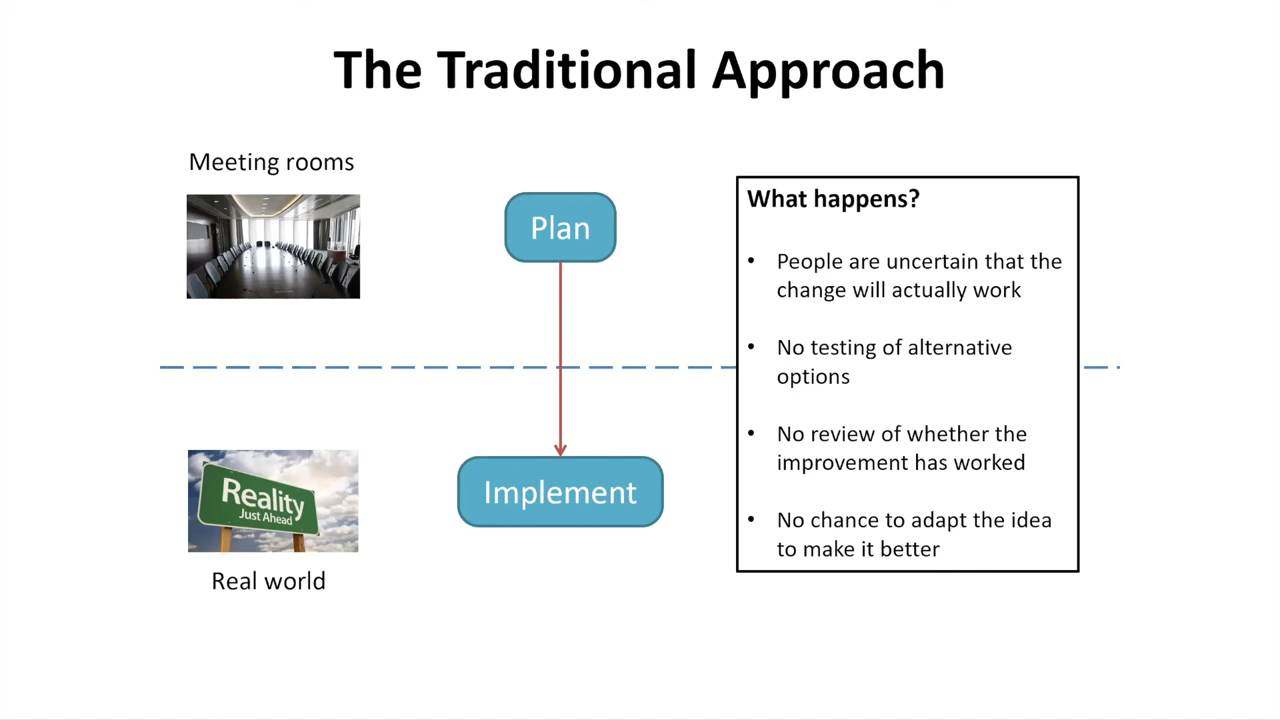 The Traditional Approach
Meeting rooms
Plan
Reality
Just Ahead
Real world
Implement
What happens?
• People are uncertain that the
change will actually work
• No testing of alternative
options
• No review of whether the
improvement has worked
• No chance to adapt the idea
to make it better